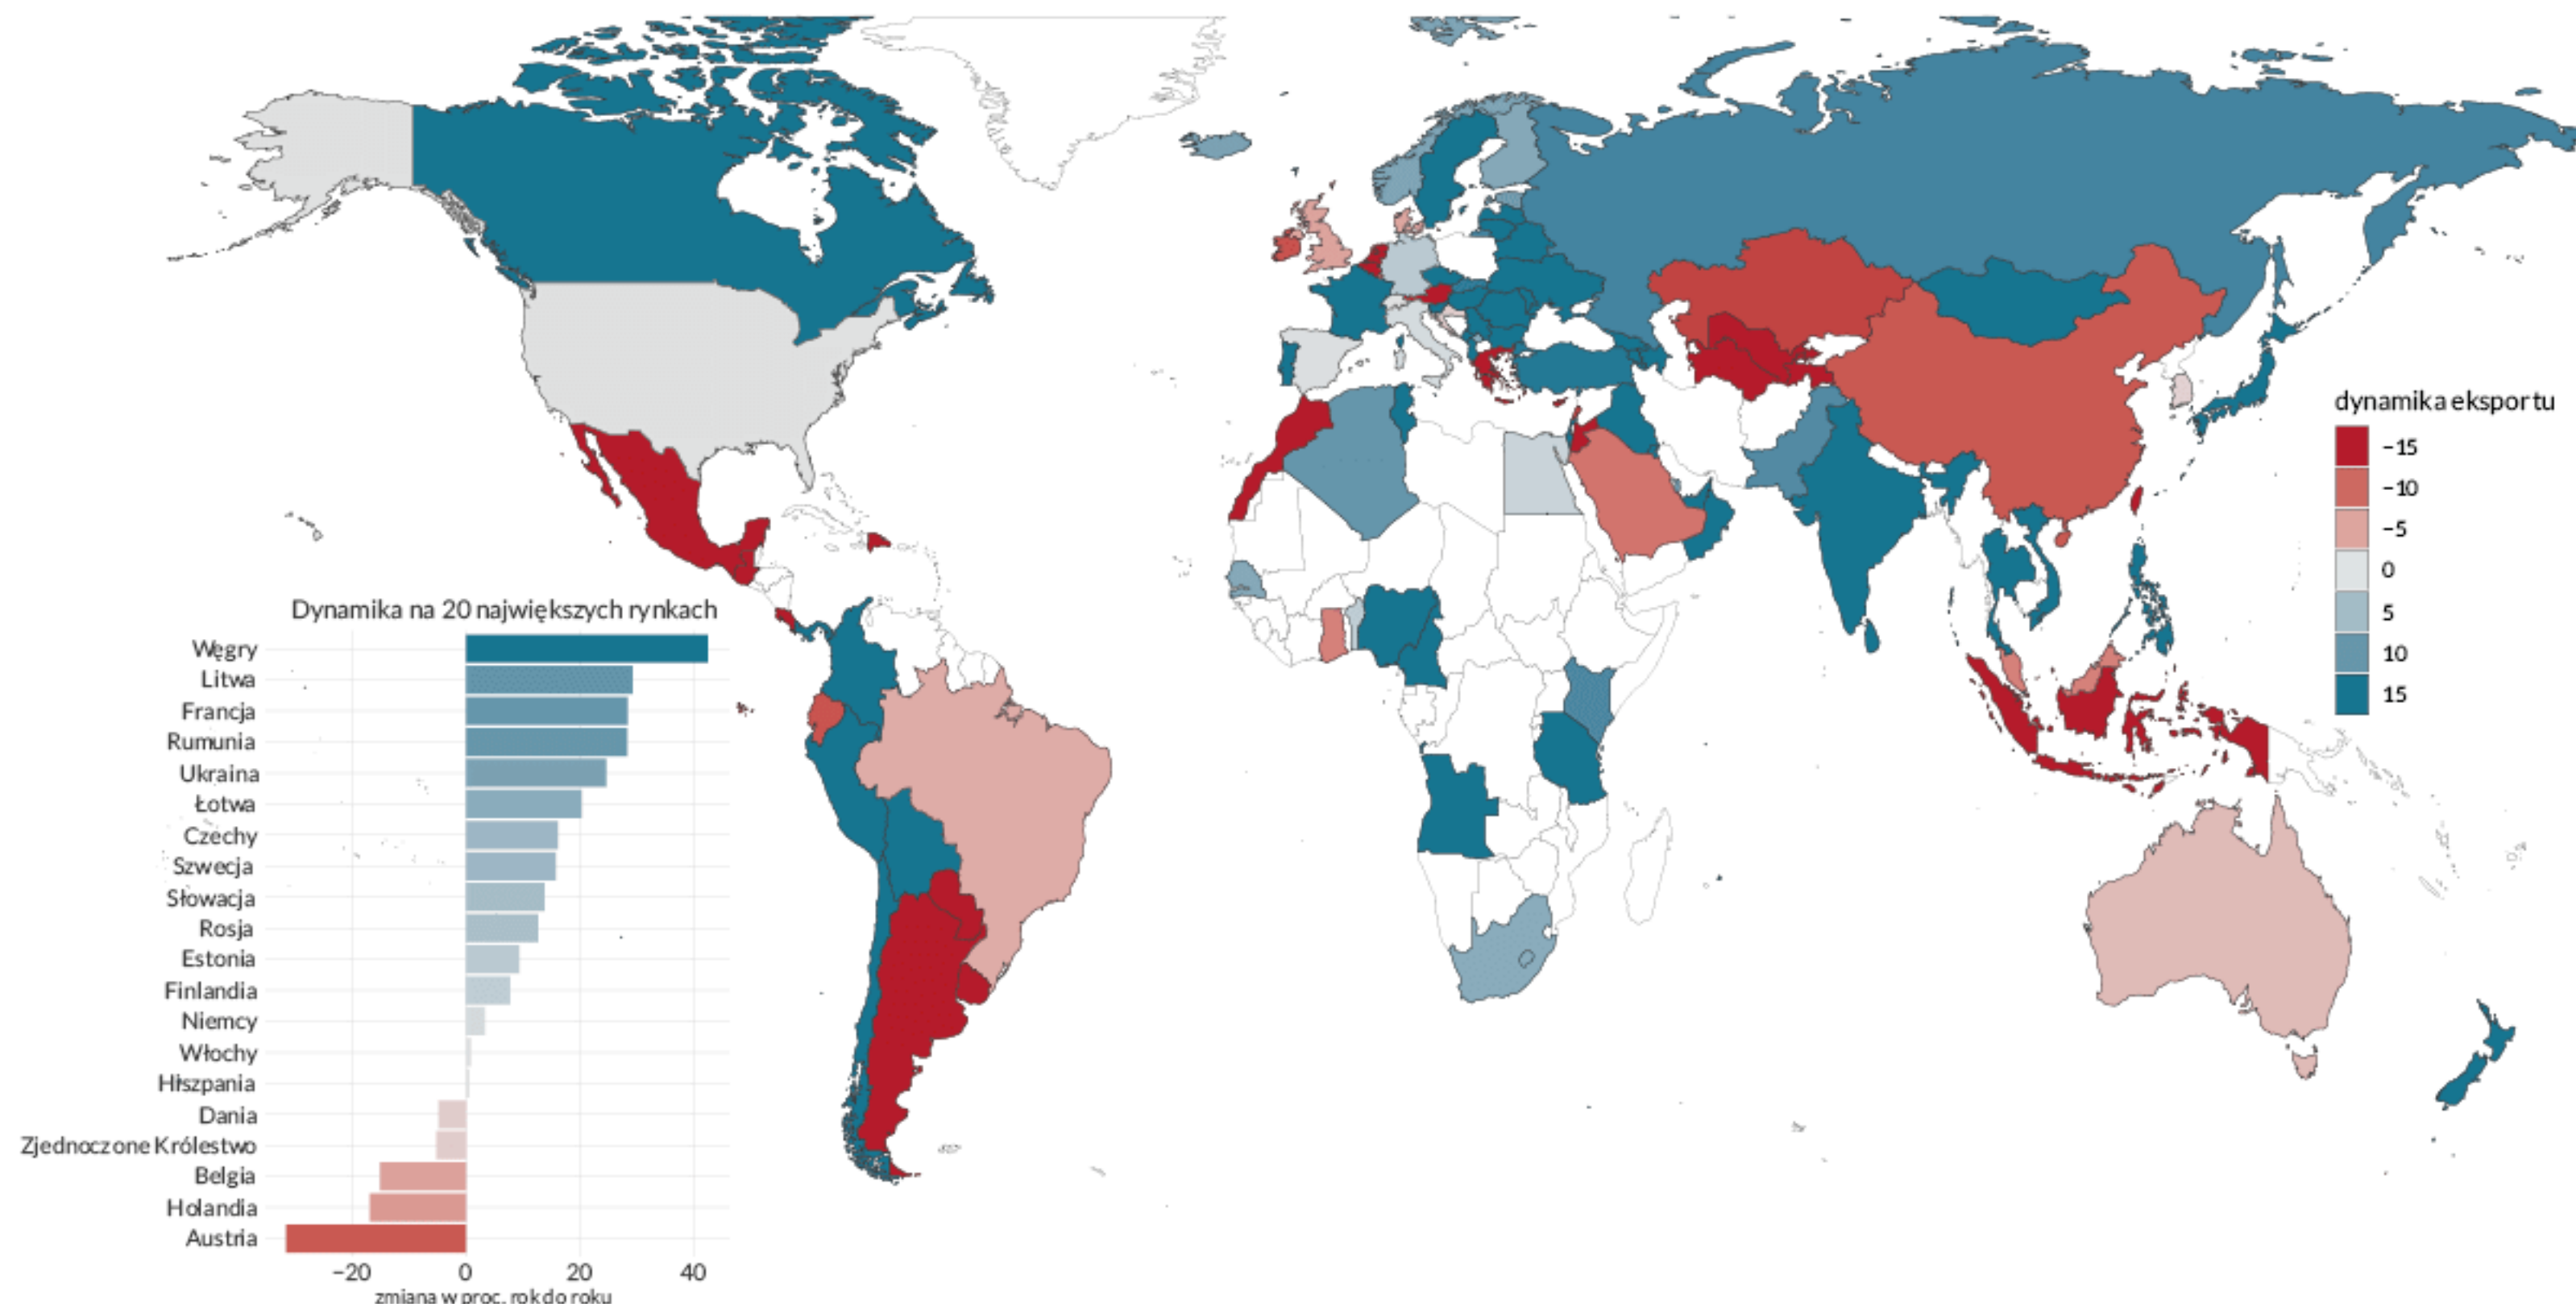 dynamika eksportu
−15
−10
−5
0
5
10
15
Dynamika na 20 największych rynkach
Węgry
Litwa
Francja
Rumunia
Ukraina
Łotwa
Czechy
Szwecja
Słowacja
Rosja
Estonia
Finlandia
Niemcy
Włochy
Hiszpania
Dania
Zjednoczone Królestwo
Belgia
Holandia
Austria
−20 0 20 40
zmiana w proc. rok do roku